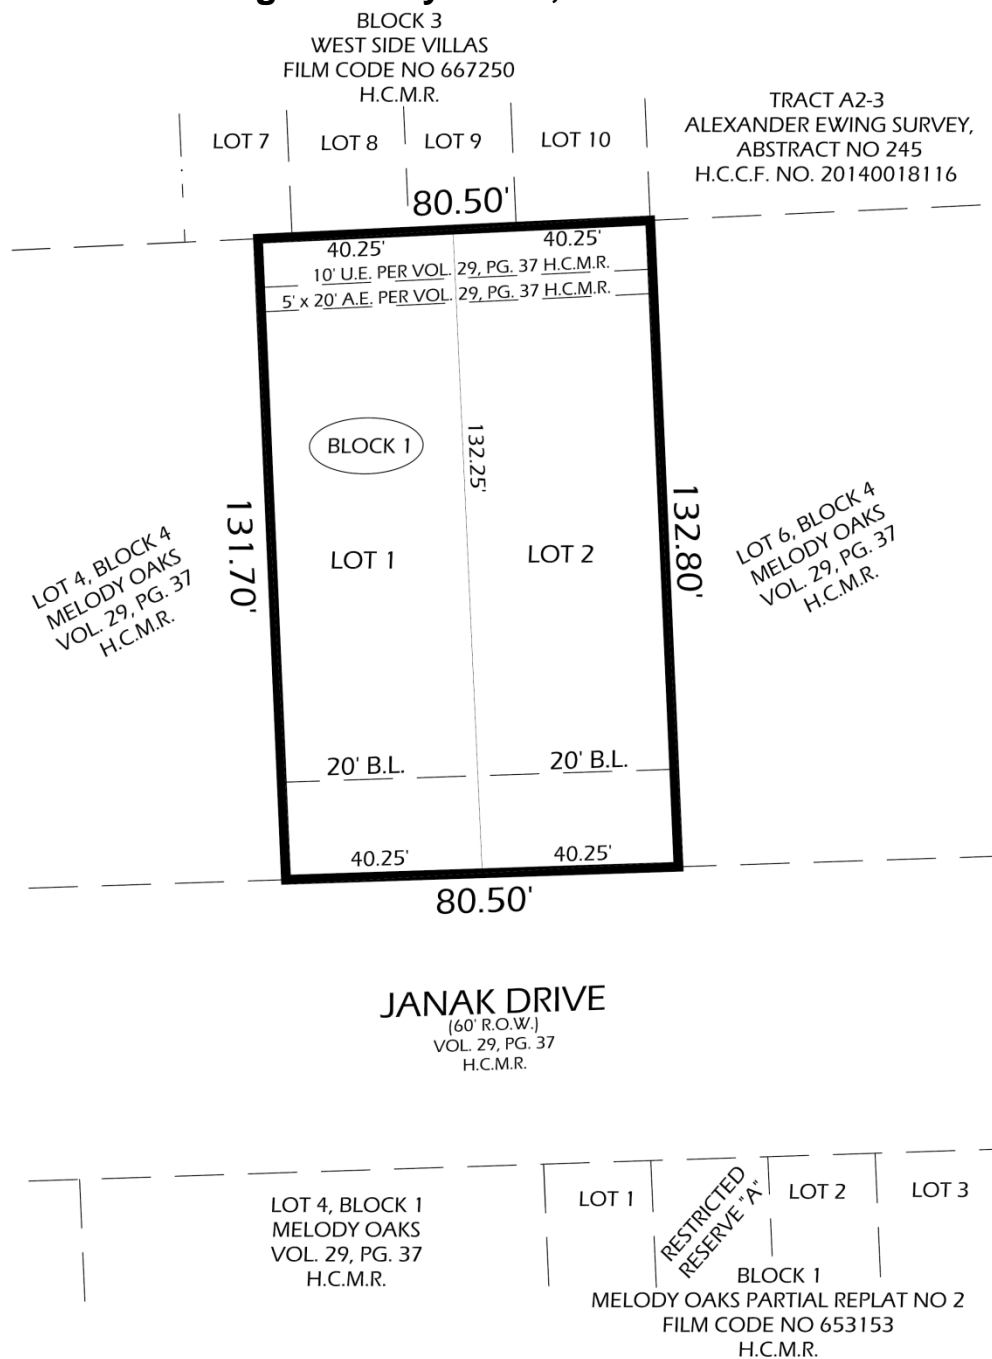 BLOCK 3
WEST SIDE VILLAS
FILM CODE NO 667250
H.C.M.R.
TRACT A2-3
ALEXANDER EWING SURVEY,
ABSTRACT NO 245
H.C.C.F. NO. 20140018116
LOT 7
LOT 8
LOT 9
LOT 10
80.50'
40.25'
40.25'
10' U.E. PER VOL. 29, PG. 37 H.C.M.R.
5' x 20' A.E. PER VOL. 29, PG. 37 H.C.M.R.
BLOCK 1
132.25'
131.70'
132.80'
LOT 4, BLOCK 4
MELODY OAKS
VOL. 29, PG. 37
H.C.M.R.
LOT 1
LOT 2
LOT 6, BLOCK 4
MELODY OAKS
VOL. 29, PG. 37
H.C.M.R.
20' B.L.
20' B.L.
40.25'
40.25'
80.50'
JANAK DRIVE
(60' R.O.W.)
VOL. 29, PG. 37
H.C.M.R.
LOT 4, BLOCK 1
MELODY OAKS
VOL. 29, PG. 37
H.C.M.R.
LOT 1
RESTRICTED
RESERVE "A"
LOT 2
LOT 3
BLOCK 1
MELODY OAKS PARTIAL REPLAT NO 2
FILM CODE NO 653153
H.C.M.R.